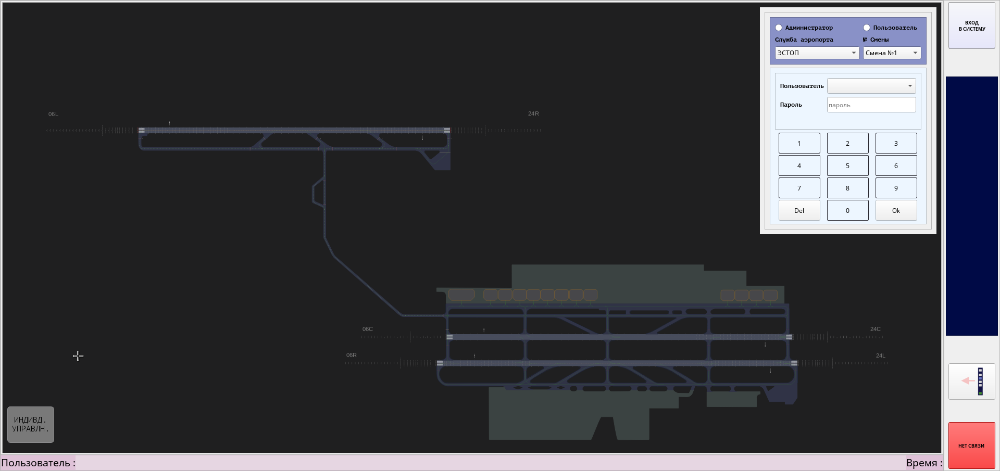 Администратор
Пользователь
Служба аэропорта
№ Смены
ЭСТОП
Смена №1
Пользователь
Пароль
пароль
1
2
3
4
5
6
7
8
9
Del
0
Ok
ВХОД
В СИСТЕМУ
06L
24R
06C
24C
06R
24L
ИНДИВД.
УПРАВЛН.
НЕТ СВЯЗИ
Пользователь :
Время :